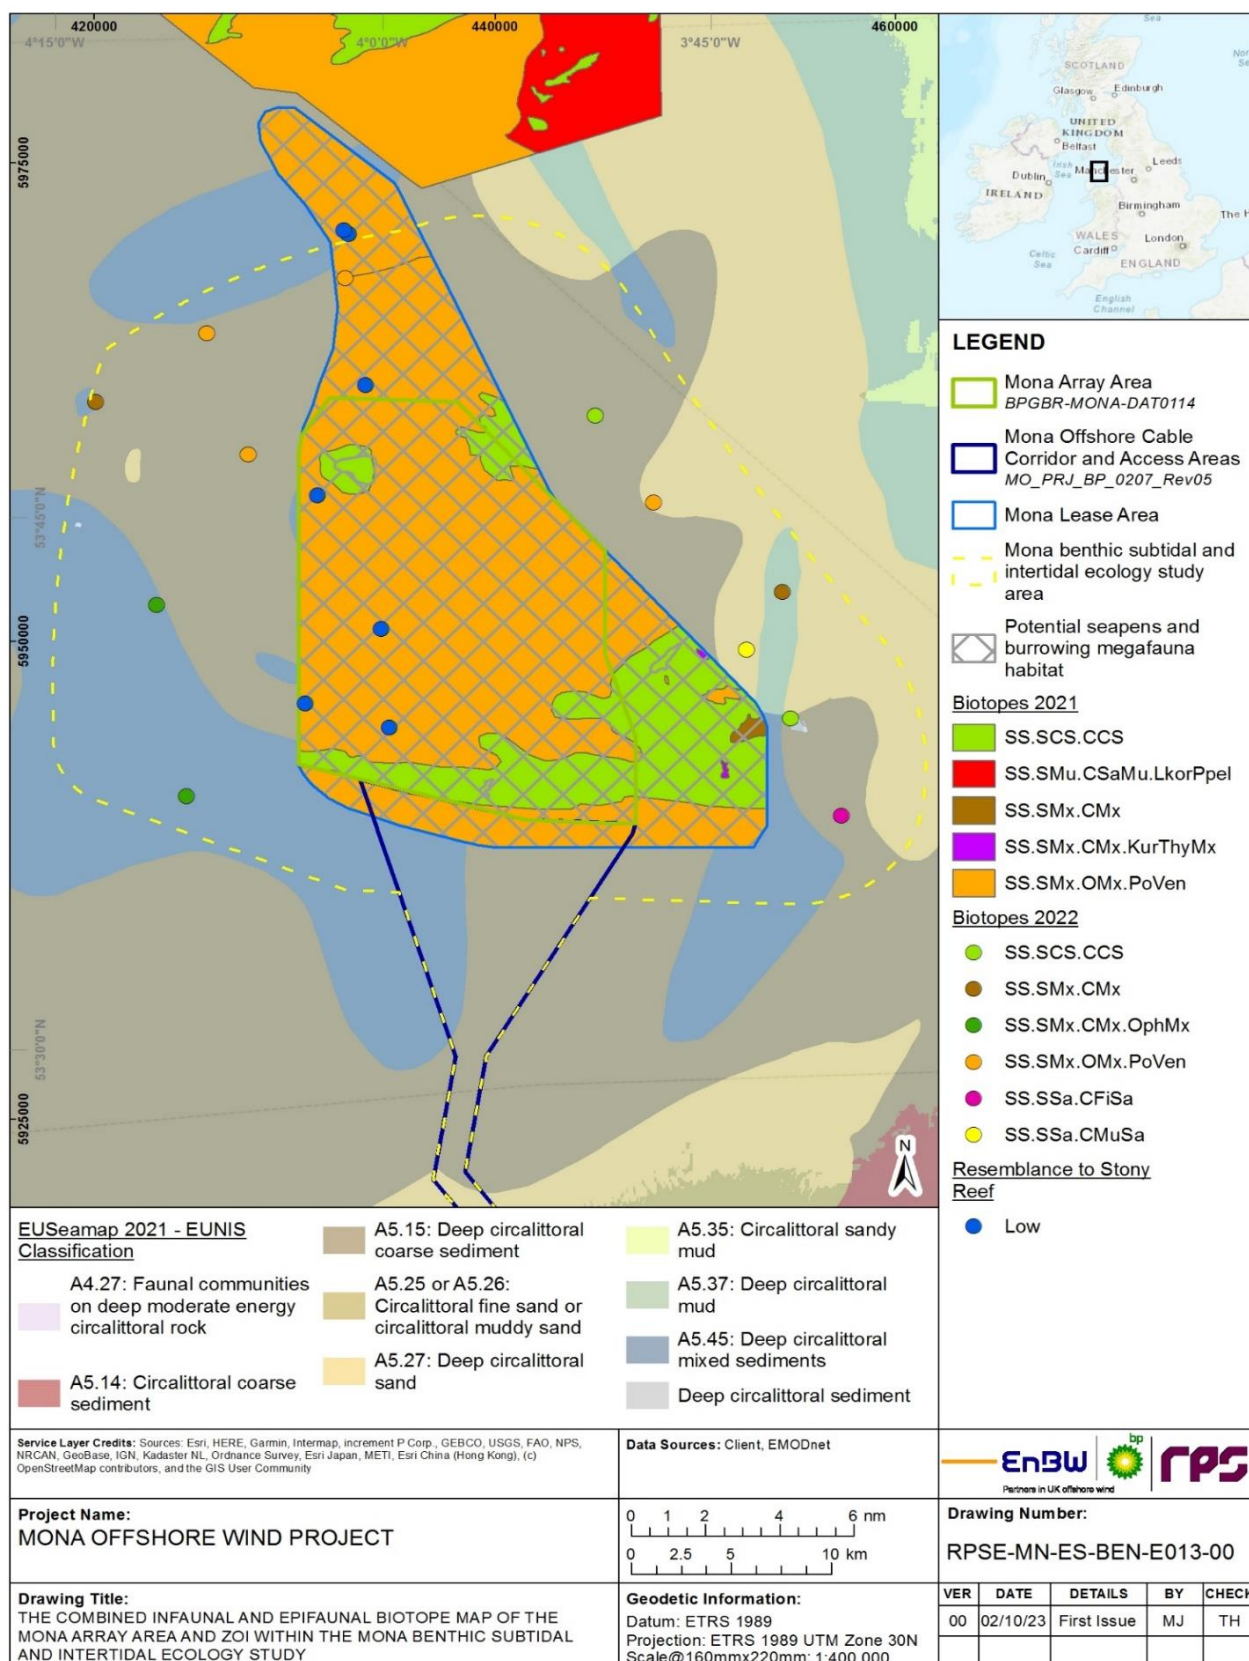 420000
440000
460000
4°15'0"W
4°0'0"W
3°45'0"W
5975000
53°45'0"N
5950000
53°30'0"N
5925000
N
Sea
SCOTLAND
Glasgow
Edinburgh
UNITED
KINGDOM
Belfast
Irish
Sea
Manchester
Leeds
Dublin
IRELAND
Birmingham
The H
WALES
London
Cardiff
Celtic
Sea
ENGLAND
English
Channel
LEGEND
Mona Array Area
BPGBR-MONA-DAT0114
Mona Offshore Cable
Corridor and Access Areas
MO_PRJ_BP_0207_Rev05
Mona Lease Area
Mona benthic subtidal and
intertidal ecology study
area
Potential seapens and
burrowing megafauna
habitat
Biotopes 2021
SS.SCS.CCS
SS.SMu.CSaMu.LkorPpel
SS.SMx.CMx
SS.SMx.CMx.KurThyMx
SS.SMx.OMx.PoVen
Biotopes 2022
SS.SCS.CCS
SS.SMx.CMx
SS.SMx.CMx.OphMx
SS.SMx.OMx.PoVen
SS.SSa.CFiSa
SS.SSa.CMuSa
Resemblance to Stony
Reef
Low
EUSeamap 2021 - EUNIS
Classification
A4.27: Faunal communities
on deep moderate energy
circalittoral rock
A5.14: Circalittoral coarse
sediment
A5.15: Deep circalittoral
coarse sediment
A5.25 or A5.26:
Circalittoral fine sand or
circalittoral muddy sand
A5.27: Deep circalittoral
sand
A5.35: Circalittoral sandy
mud
A5.37: Deep circalittoral
mud
A5.45: Deep circalittoral
mixed sediments
Deep circalittoral sediment
Service Layer Credits: Sources: Esri, HERE, Garmin, Intermap, increment P Corp., GEBCO, USGS, FAO, NPS,
NRCAN, GeoBase, IGN, Kadaster NL, Ordnance Survey, Esri Japan, METI, Esri China (Hong Kong), (c)
OpenStreetMap contributors, and the GIS User Community
Data Sources: Client, EMODnet
EnBW
Partners in UK offshore wind
bp
rps
Project Name:
MONA OFFSHORE WIND PROJECT
0 1 2 4 6 nm
0 2.5 5 10 km
Drawing Number:
RPSE-MN-ES-BEN-E013-00
Drawing Title:
THE COMBINED INFAUNAL AND EPIFAUNAL BIOTOPE MAP OF THE
MONA ARRAY AREA AND ZOI WITHIN THE MONA BENTHIC SUBTIDAL
AND INTERTIDAL ECOLOGY STUDY
Geodetic Information:
Datum: ETRS 1989
Projection: ETRS 1989 UTM Zone 30N
Scale@160mmx220mm: 1:400,000
VER DATE DETAILS BY CHECK
00 02/10/23 First Issue MJ TH